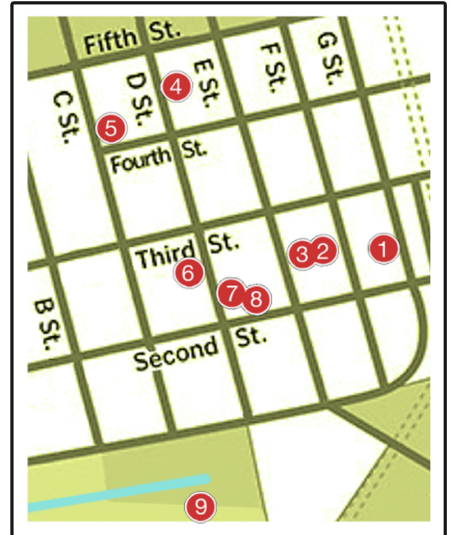 Fifth St.
C St.
D St.
E St.
F St.
G St.
4
5
Fourth St.
Third St.
6
3
2
1
7
8
B St.
Second St.
9